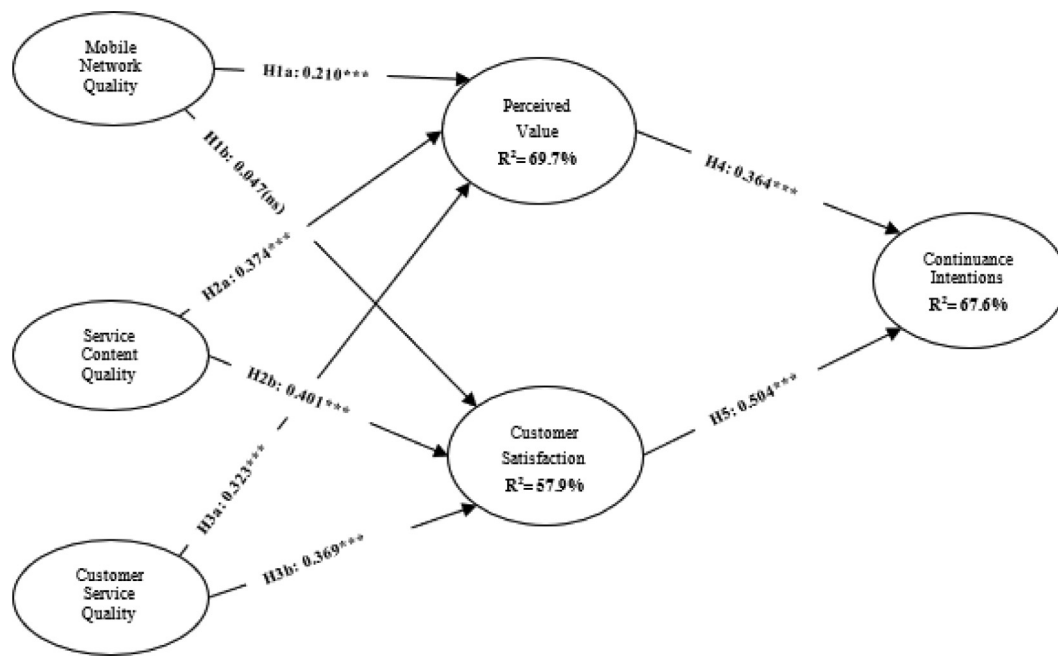 Mobile
Network
Quality
H1a: 0.210***
Perceived
Value
R²= 69.7%
H1b: 0.047(ns)
H4: 0.364***
H2a: 0.374***
Continuance
Intentions
R²= 67.6%
Service
Content
Quality
H2b: 0.401***
H5: 0.504***
Customer
Satisfaction
R²= 57.9%
H3a: 0.323***
H3b: 0.369***
Customer
Service
Quality